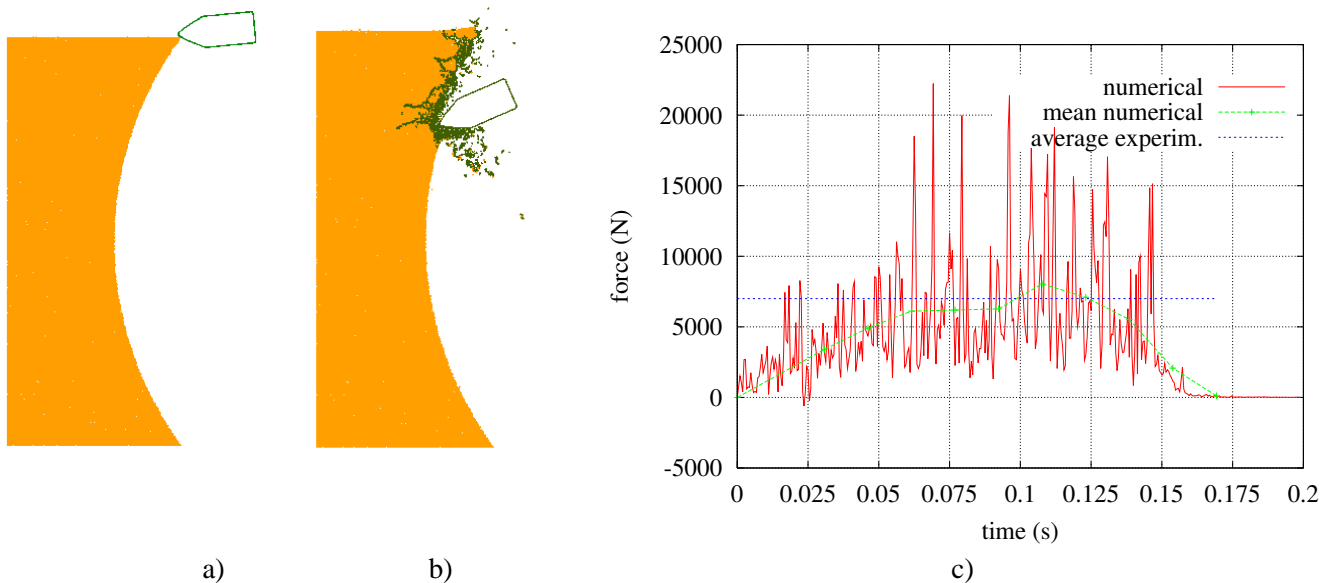 25000
20000
15000
10000
5000
0
-5000
force (N)
numerical
mean numerical
average experim.
0 0.025 0.05 0.075 0.1 0.125 0.15 0.175 0.2
time (s)
a) b) c)